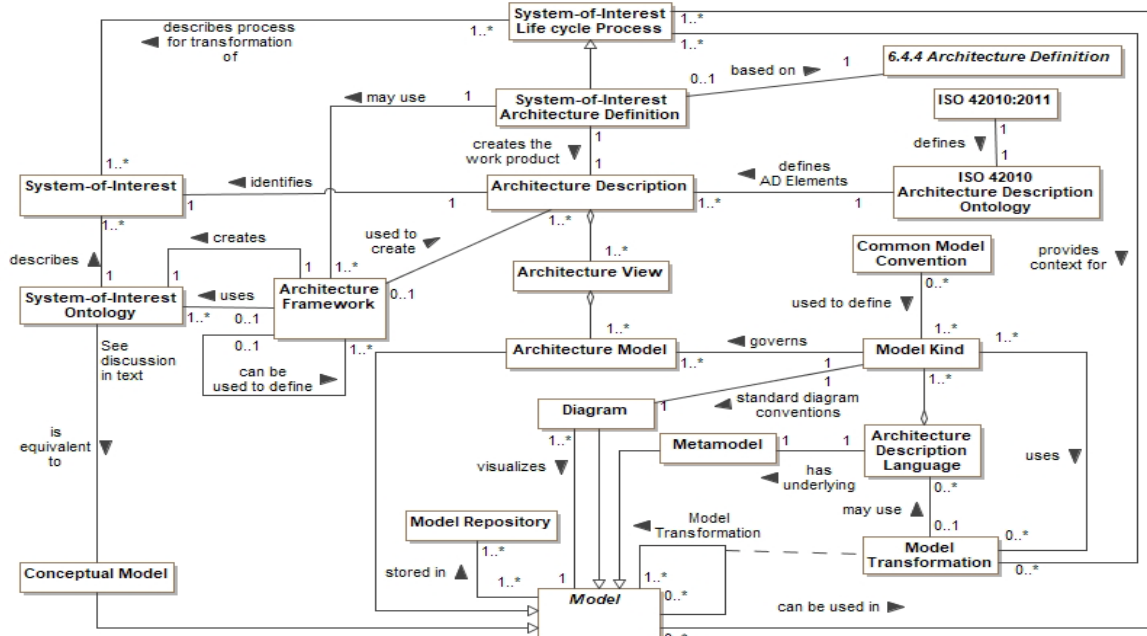 describes process
for transformation
of
1..*
System-of-Interest
Life cycle Process
1..*
1..*
1..*
6.4.4 Architecture Definition
1
based on
0..1
ISO 42010:2011
1
defines
1
may use
1
1
System-of-Interest
Architecture Definition
1
creates the
work product
1
1..*
System-of-Interest
1
identifies
1
Architecture Description
1..*
defines
AD Elements
1
ISO 42010
Architecture Description
Ontology
1..*
1..*
creates
used to
create
describes
1
1
1
1..*
0..1
1..*
Architecture View
Common Model
Convention
0..*
provides
context for
System-of-Interest
Ontology
1..*
uses
0..1
Architecture
Framework
used to define
See
discussion
in text
0..1
1..*
can be
used to define
1..*
Architecture Model
1..*
governs
1..*
1..*
Model Kind
1
1
standard diagram
conventions
1..*
Diagram
1..*
is
equivalent
to
visualizes
Metamodel
1
1
has
underlying
Architecture
Description
Language
uses
0..*
may use
0..1
Model Repository
1..*
stored in
1..*
Model
Transformation
Model
Transformation
0..*
0..*
Conceptual Model
1
Model
1..*
0..*
can be used in
0..*